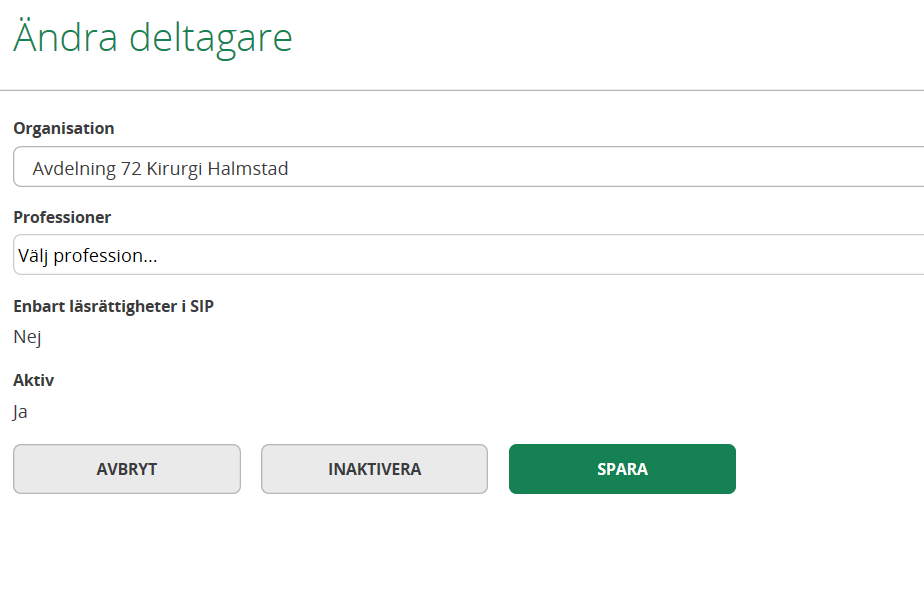 Ändra deltagare
Organisation
Avdelning 72 Kirurgi Halmstad
Professioner
Välj profession...
Enbart läsrättigheter i SIP
Nej
Aktiv
Ja
AVBRYT
INAKTIVERA
SPARA